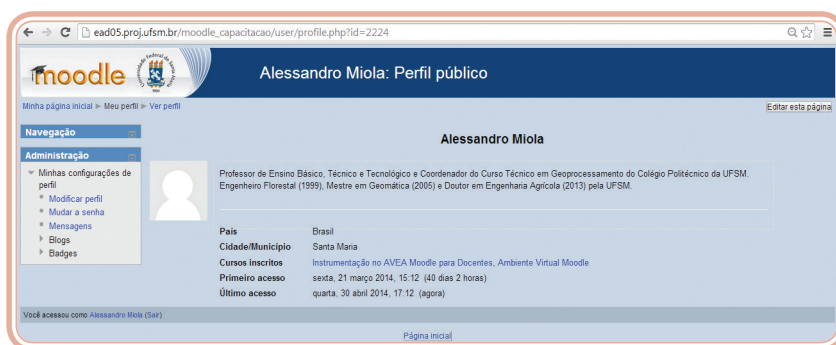 ead05.proj.ufsm.br/moodle_capacitacao/user/profile.php?id=2224
moodle
Alessandro Miola: Perfil público
Minha página inicial ► Meu perfil ► Ver perfil
Editar esta página
Navegação
Administração
Minhas configurações de perfil
Modificar perfil
Mudar a senha
Mensagens
Blogs
Badges
Alessandro Miola
Professor de Ensino Básico, Técnico e Tecnológico e Coordenador do Curso Técnico em Geoprocessamento do Colégio Politécnico da UFSM.
Engenheiro Florestal (1999), Mestre em Geomática (2005) e Doutor em Engenharia Agrícola (2013) pela UFSM.
País Brasil
Cidade/Município Santa Maria
Cursos inscritos Instrumentação no AVEA Moodle para Docentes, Ambiente Virtual Moodle
Primeiro acesso sexta, 21 março 2014, 15:12 (40 dias 2 horas)
Último acesso quarta, 30 abril 2014, 17:12 (agora)
Você acessou como Alessandro Miola (Sair)
Página inicial